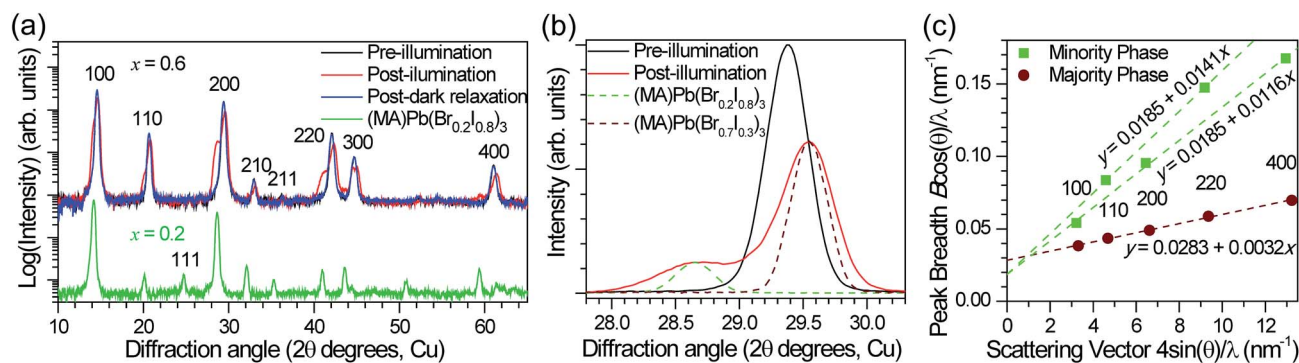 (a)
Log(Intensity) (arb. units)
100
x = 0.6
110
200
210
211
220
300
400
Pre-illumination
Post-ilumination
Post-dark relaxation
(MA)Pb(Br0.2I0.8)3
x = 0.2
111
10 20 30 40 50 60
Diffraction angle (2θ degrees, Cu)
(b)
Intensity (arb. units)
Pre-illumination
Post-illumination
(MA)Pb(Br0.2I0.8)3
(MA)Pb(Br0.7I0.3)3
28.0 28.5 29.0 29.5 30.0
Diffraction angle (2θ degrees, Cu)
(c)
Peak Breadth Bcos(θ)/λ (nm-1)
0.15
0.10
0.05
0.00
Minority Phase
Majority Phase
y = 0.0185 + 0.0141x
y = 0.0185 + 0.0116x
100
110
200
220
400
y = 0.0283 + 0.0032x
0 2 4 6 8 10 12
Scattering Vector 4sin(θ)/λ (nm-1)